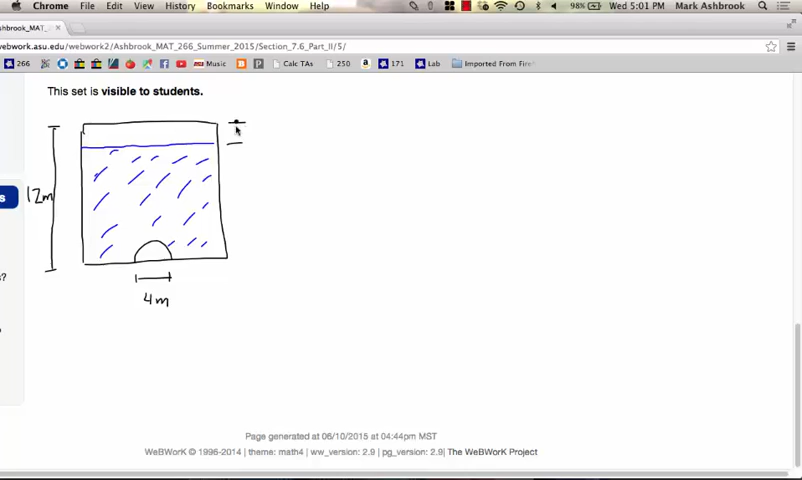 Chrome File Edit View History Bookmarks Window Help 98% Wed 5:01 PM Mark Ashbrook
shbrook_MAT_
webwork.asu.edu/webwork2/Ashbrook_MAT_266_Summer_2015/Section_7.6_Part_II/5/
266 Music Calc TAs 250 171 Lab Imported From Firef
This set is visible to students.
12m
s
s?
4m
Page generated at 06/10/2015 at 04:44pm MST
WeBWorK © 1996-2014 | theme: math4 | ww_version: 2.9 | pg_version: 2.9| The WeBWorK Project